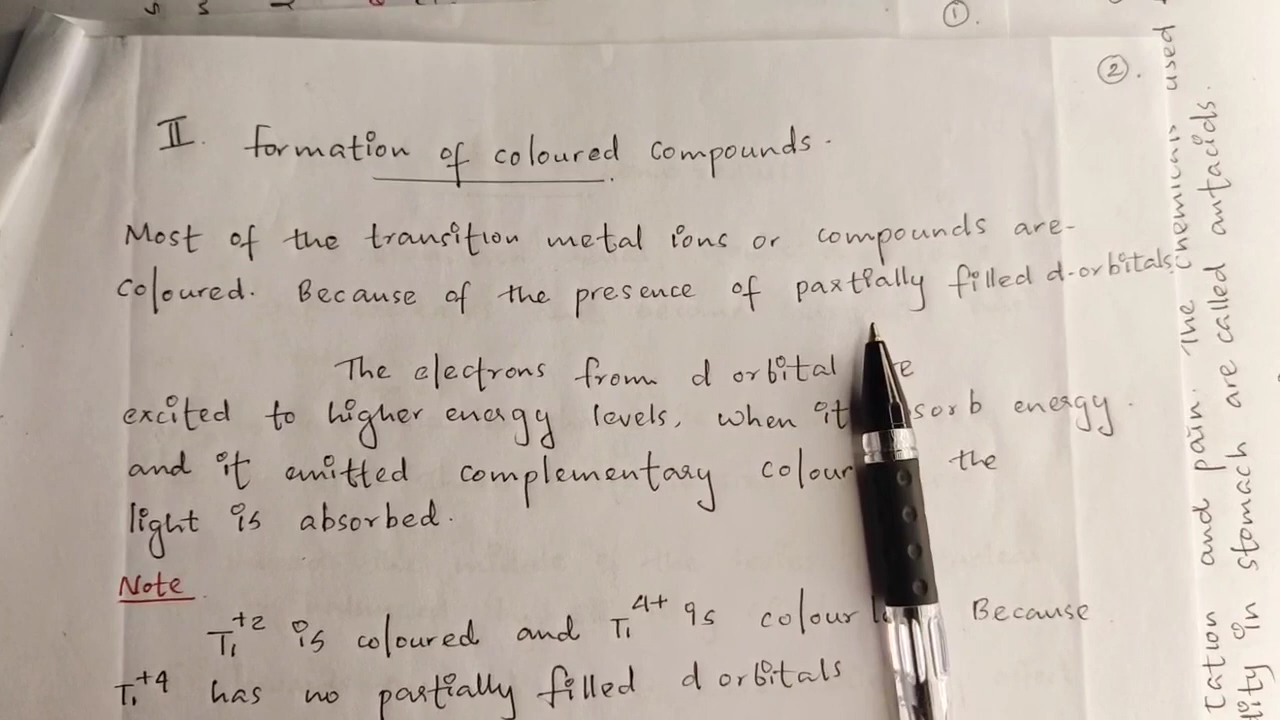 ①.
②.
II. Formation of coloured compounds.
Most of the transition metal ions or compounds are-
coloured. Because of the presence of partially filled d-orbitals.
The electrons from d orbital
excited to higher energy levels, when it energy.
and it emitted complementary colour the
light is absorbed.
Note
Ti+2 is coloured and Ti4+ is Because
Ti+4 has no partially filled d orbitals
and pain. The chemicals used
in stomach are called antacids.